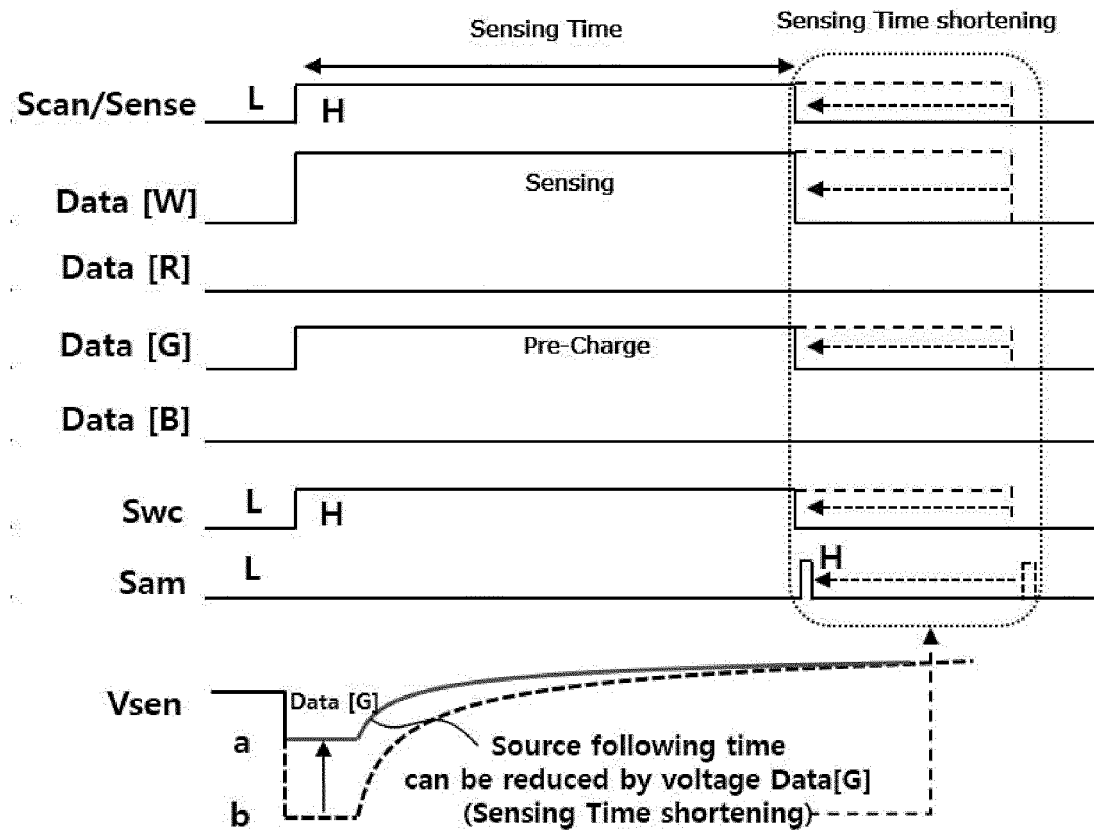 Sensing Time
Sensing Time shortening
Scan/Sense
L
H
Data [W]
Sensing
Data [R]
Data [G]
Pre-Charge
Data [B]
Swc
L
H
Sam
L
H
Vsen
Data [G]
a
b
Source following time
can be reduced by voltage Data[G]
(Sensing Time shortening)